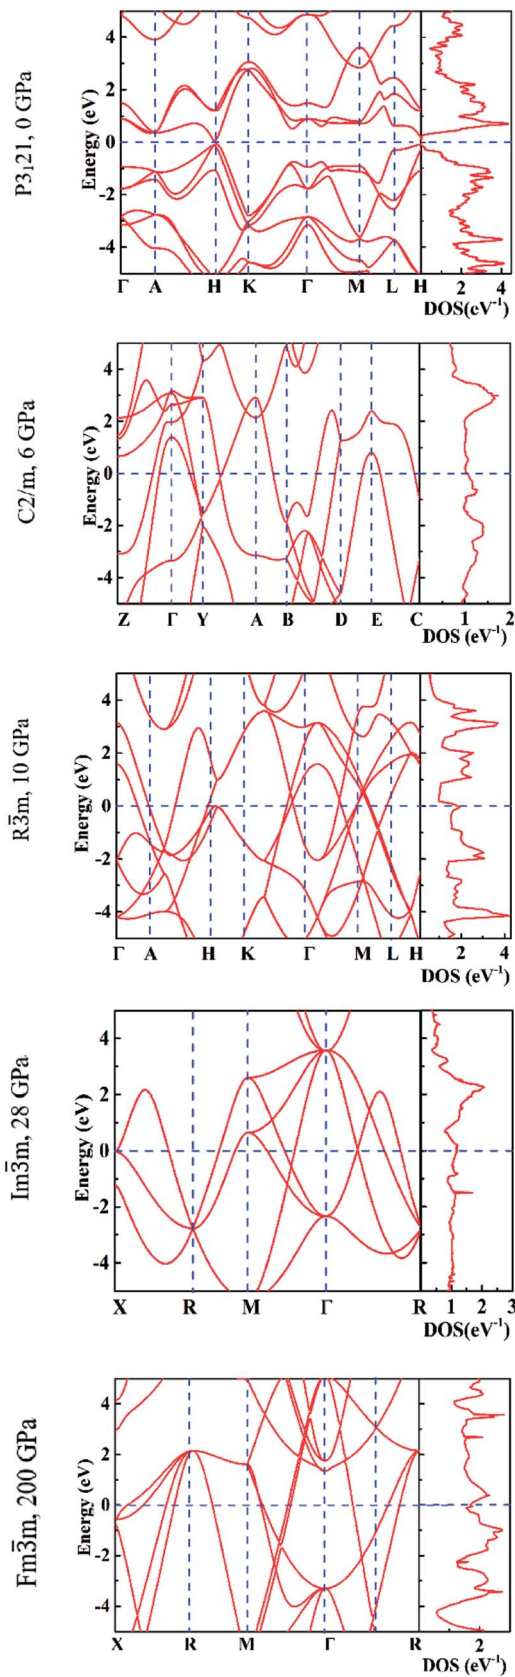 P3₁21, 0 GPa
Energy (eV)
4
2
0
-2
-4
Γ A H K Γ M L H
2 4
DOS(eV⁻¹)
C2/m, 6 GPa
Energy (eV)
4
2
0
-2
-4
Z Γ Y A B D E C
1 2
DOS (eV⁻¹)
R3̄m, 10 GPa
Energy (eV)
4
2
0
-2
-4
Γ A H K Γ M L H
2 4
DOS (eV⁻¹)
Im3̄m, 28 GPa
Energy (eV)
4
2
0
-2
-4
X R M Γ R
1 2 3
DOS(eV⁻¹)
Fm3̄m, 200 GPa
Energy (eV)
4
2
0
-2
-4
X R M Γ R
2
DOS (eV⁻¹)